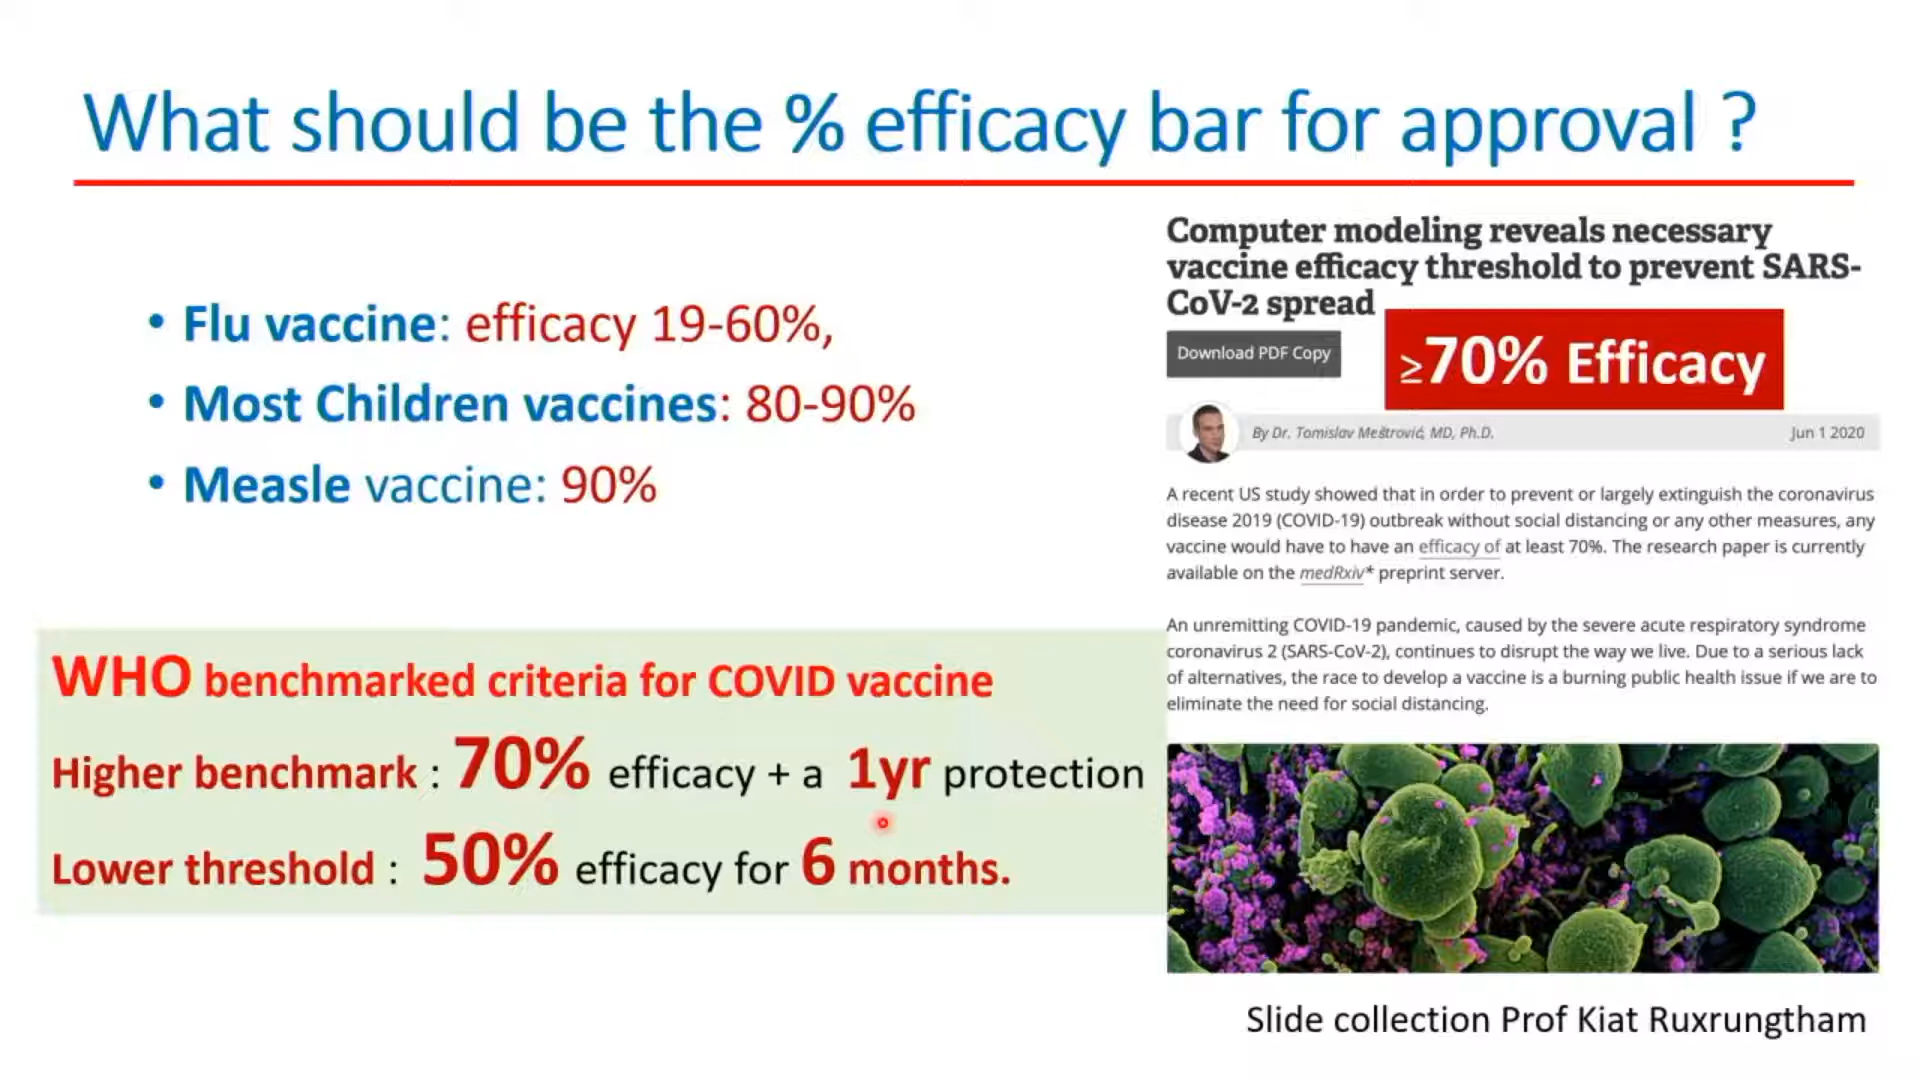 What should be the % efficacy bar for approval ?
• Flu vaccine: efficacy 19-60%,
• Most Children vaccines: 80-90%
• Measle vaccine: 90%
WHO benchmarked criteria for COVID vaccine
Higher benchmark : 70% efficacy + a 1yr protection
Lower threshold : 50% efficacy for 6 months.
Computer modeling reveals necessary
vaccine efficacy threshold to prevent SARS-
CoV-2 spread
Download PDF Copy
≥70% Efficacy
By Dr. Tomislav Meštrović, MD, Ph.D.
Jun 1 2020
A recent US study showed that in order to prevent or largely extinguish the coronavirus
disease 2019 (COVID-19) outbreak without social distancing or any other measures, any
vaccine would have to have an efficacy of at least 70%. The research paper is currently
available on the medRxiv* preprint server.
An unremitting COVID-19 pandemic, caused by the severe acute respiratory syndrome
coronavirus 2 (SARS-CoV-2), continues to disrupt the way we live. Due to a serious lack
of alternatives, the race to develop a vaccine is a burning public health issue if we are to
eliminate the need for social distancing.
Slide collection Prof Kiat Ruxrungtham